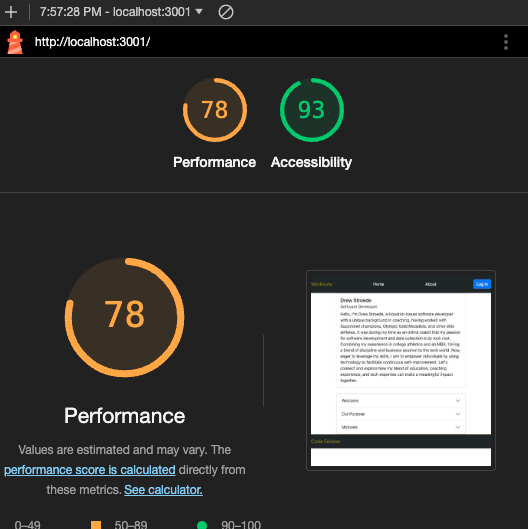 7:57:28 PM - localhost:3001
http://localhost:3001/
78
93
Performance
Accessibility
78
Performance
Values are estimated and may vary. The
performance score is calculated directly from
these metrics. See calculator.
0–49
50–89
90–100
Workouts
Home
About
Log In
Drew Stroede
Software Developer
Hello, I'm Drew Stroede, a Houston-based software developer
with a unique background in coaching, having worked with
Superbowl champions, Olympic Gold Medalists, and other elite
athletes. It was during my time as an online coach that my passion
for software development and data collection truly took root.
Combining my experience in college athletics and an MBA, I bring
a blend of discipline and business acumen to the tech world. Now,
eager to leverage my skills, I aim to empower individuals by using
technology to facilitate continuous self-improvement. Let's
connect and explore how my blend of education, coaching
experience, and tech expertise can make a meaningful impact
together.
Welcome
Our Purpose
Motivate
Code Fellows